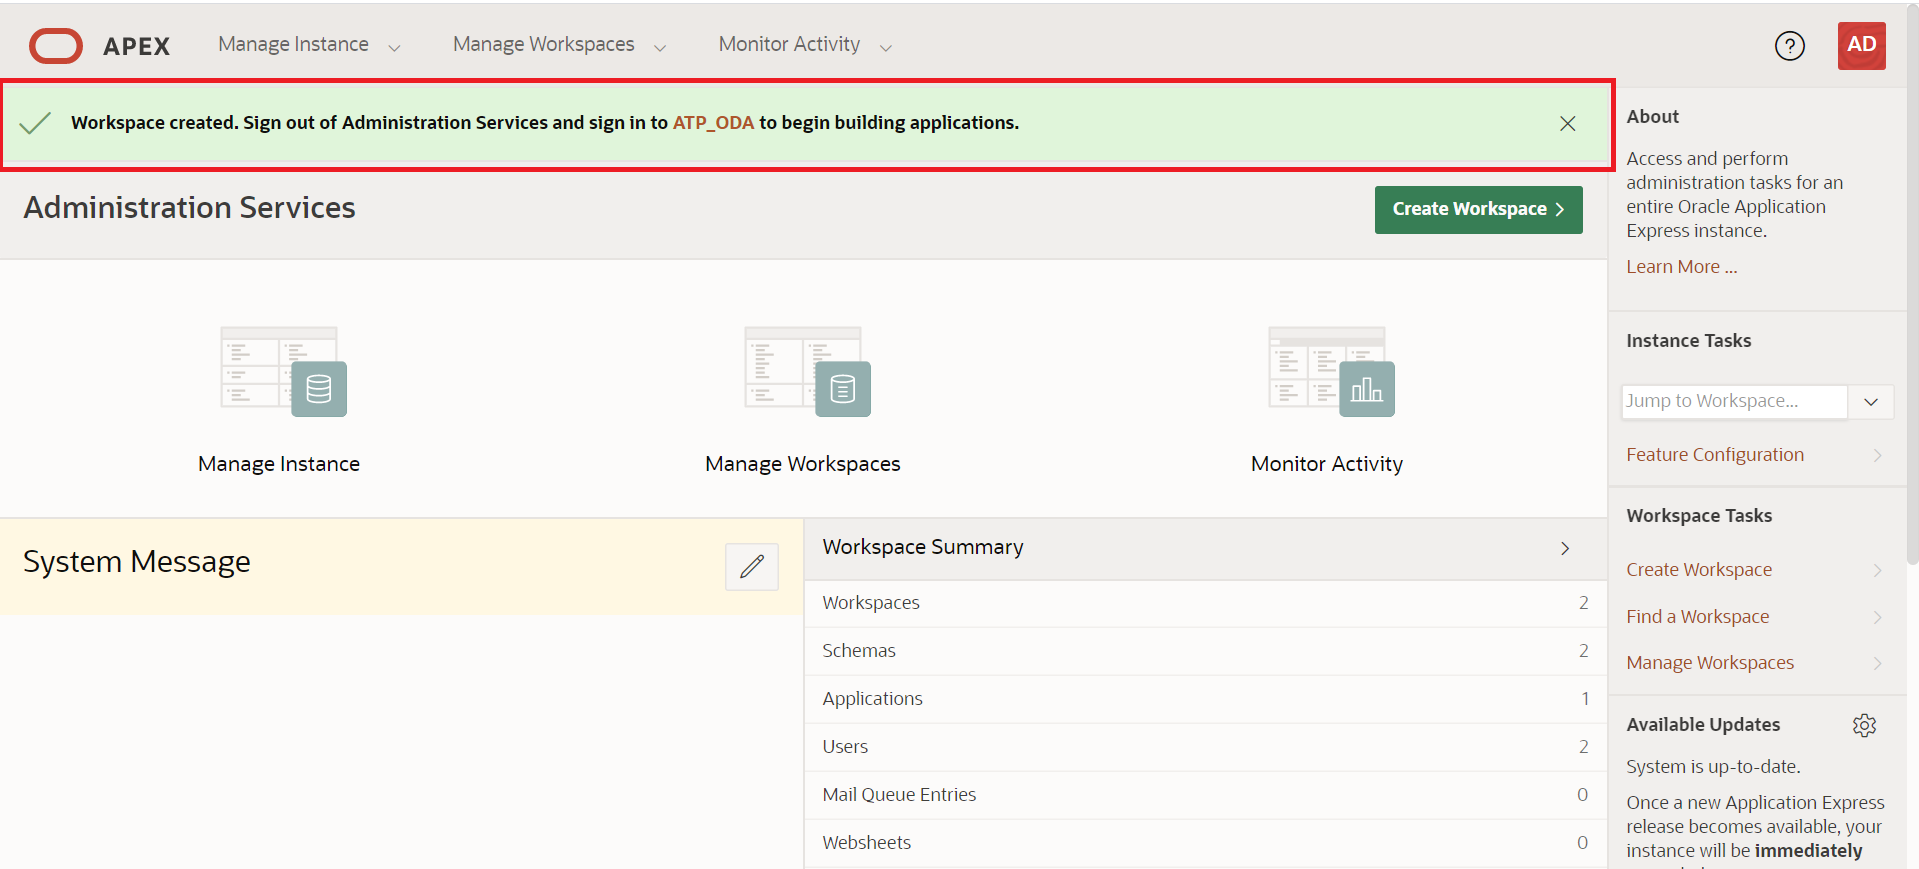 APEX
Manage Instance
Manage Workspaces
Monitor Activity
?
AD
Workspace created. Sign out of Administration Services and sign in to ATP_ODA to begin building applications.
Administration Services
Create Workspace
Manage Instance
Manage Workspaces
Monitor Activity
System Message
Workspace Summary
Workspaces 2
Schemas 2
Applications 1
Users 2
Mail Queue Entries 0
Websheets 0
About
Access and perform
administration tasks for an
entire Oracle Application
Express instance.
Learn More ...
Instance Tasks
Jump to Workspace...
Feature Configuration
Workspace Tasks
Create Workspace
Find a Workspace
Manage Workspaces
Available Updates
System is up-to-date.
Once a new Application Express
release becomes available, your
instance will be immediately